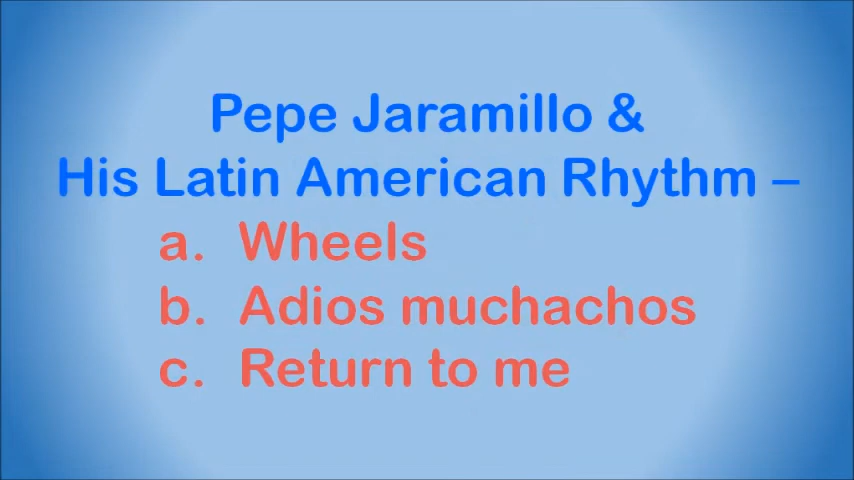 Pepe Jaramillo &
His Latin American Rhythm –
a. Wheels
b. Adios muchachos
c. Return to me